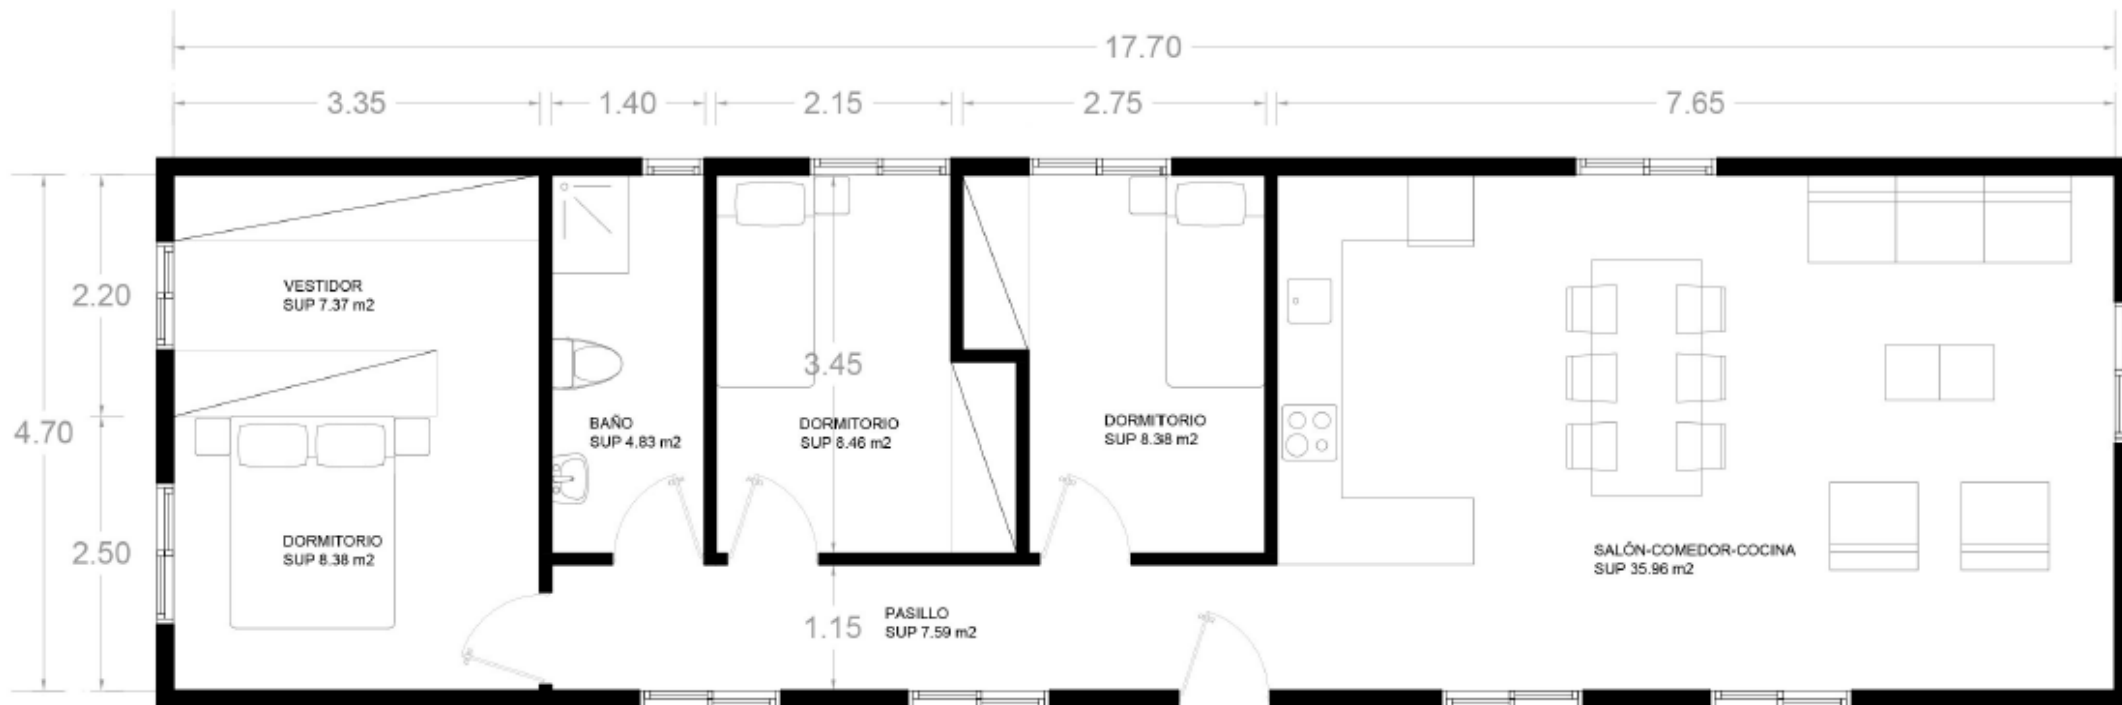 17.70
3.35
1.40
2.15
2.75
7.65
VESTIDOR
SUP 7.37 m2
2.20
3.45
4.70
BAÑO
SUP 4.83 m2
DORMITORIO
SUP 8.46 m2
DORMITORIO
SUP 8.38 m2
DORMITORIO
SUP 8.38 m2
2.50
SALÓN-COMEDOR-COCINA
SUP 35.96 m2
PASILLO
SUP 7.59 m2
1.15